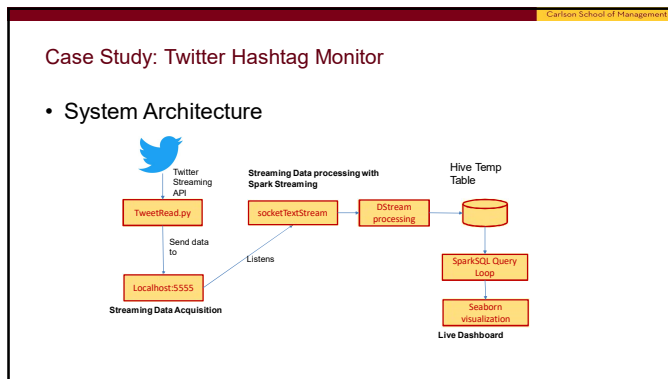 Carlson School of Management
Case Study: Twitter Hashtag Monitor
• System Architecture
Twitter
Streaming
API
TweetRead.py
Send data
to
Localhost:5555
Streaming Data Acquisition
Streaming Data processing with
Spark Streaming
socketTextStream
Listens
DStream
processing
Hive Temp
Table
SparkSQL Query
Loop
Seaborn
visualization
Live Dashboard